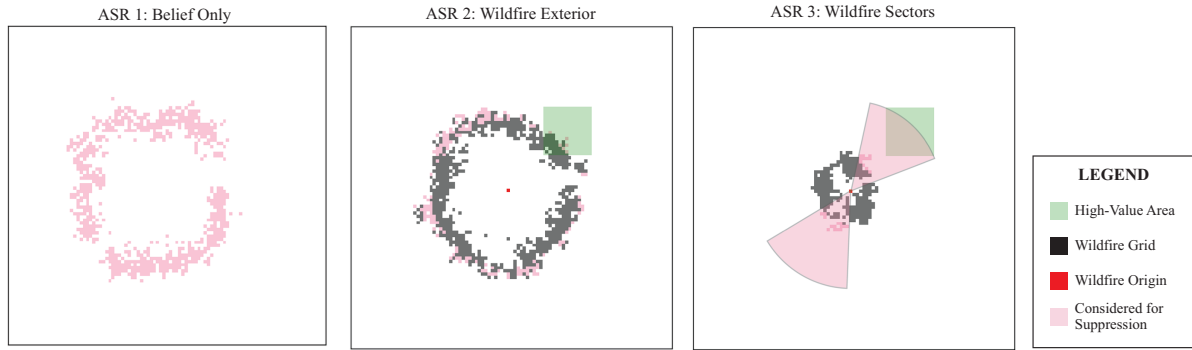 ASR 1: Belief Only
ASR 2: Wildfire Exterior
ASR 3: Wildfire Sectors
LEGEND
High-Value Area
Wildfire Grid
Wildfire Origin
Considered for
Suppression